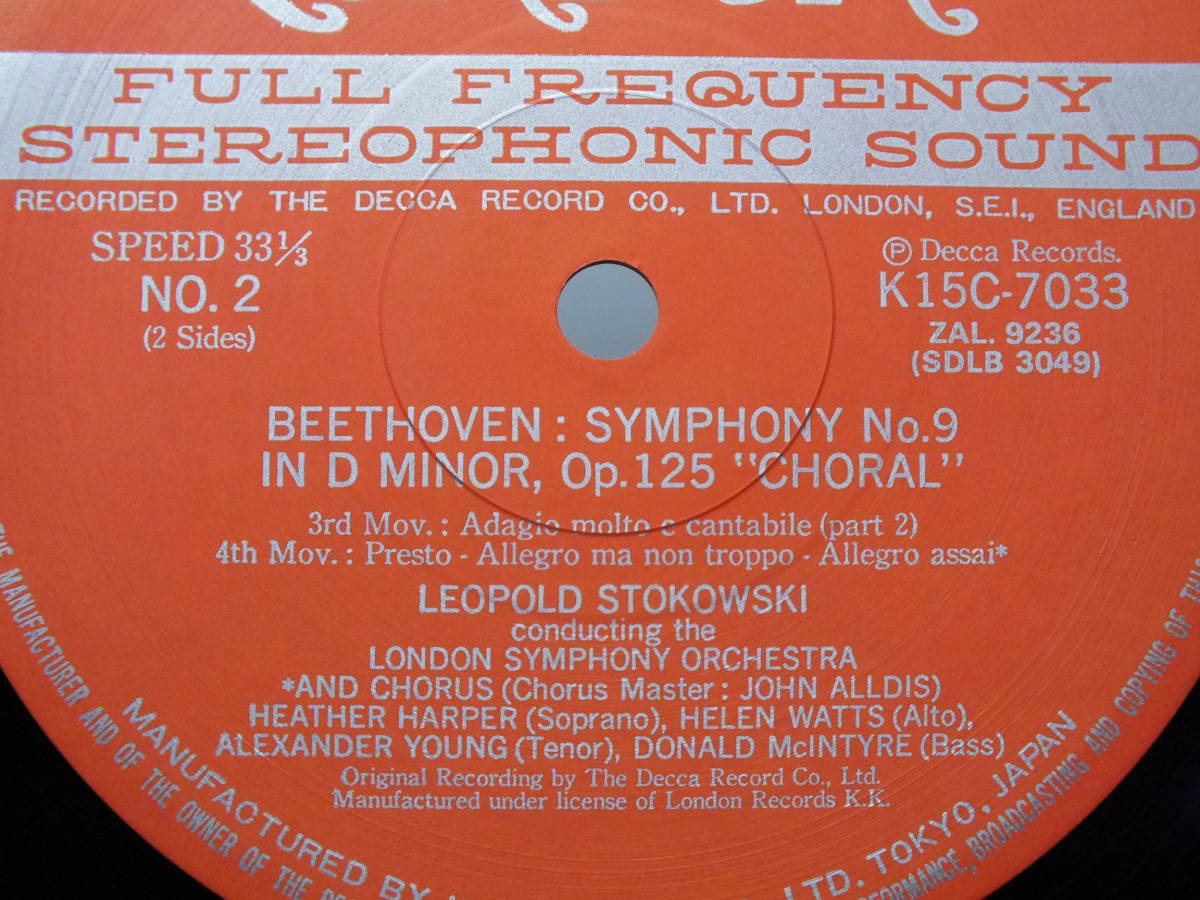 FULL FREQUENCY
STEREOPHONIC SOUND
RECORDED BY THE DECCA RECORD CO., LTD. LONDON, S.E.I., ENGLAND
SPEED 33⅓
NO. 2
(2 Sides)
Ⓟ Decca Records.
K15C-7033
ZAL. 9236
(SDLB 3049)
BEETHOVEN : SYMPHONY No.9
IN D MINOR, Op.125 "CHORAL"
3rd Mov. : Adagio molto e cantabile (part 2)
4th Mov. : Presto - Allegro ma non troppo - Allegro assai*
LEOPOLD STOKOWSKI
conducting the
LONDON SYMPHONY ORCHESTRA
*AND CHORUS (Chorus Master : JOHN ALLDIS)
HEATHER HARPER (Soprano), HELEN WATTS (Alto),
ALEXANDER YOUNG (Tenor), DONALD McINTYRE (Bass)
Original Recording by The Decca Record Co., Ltd.
Manufactured under license of London Records K.K.
MANUFACTURED BY
LTD. TOKYO, JAPAN
THE MANUFACTURER AND OF THE OWNER OF THE
BROADCASTING AND COPYING OF